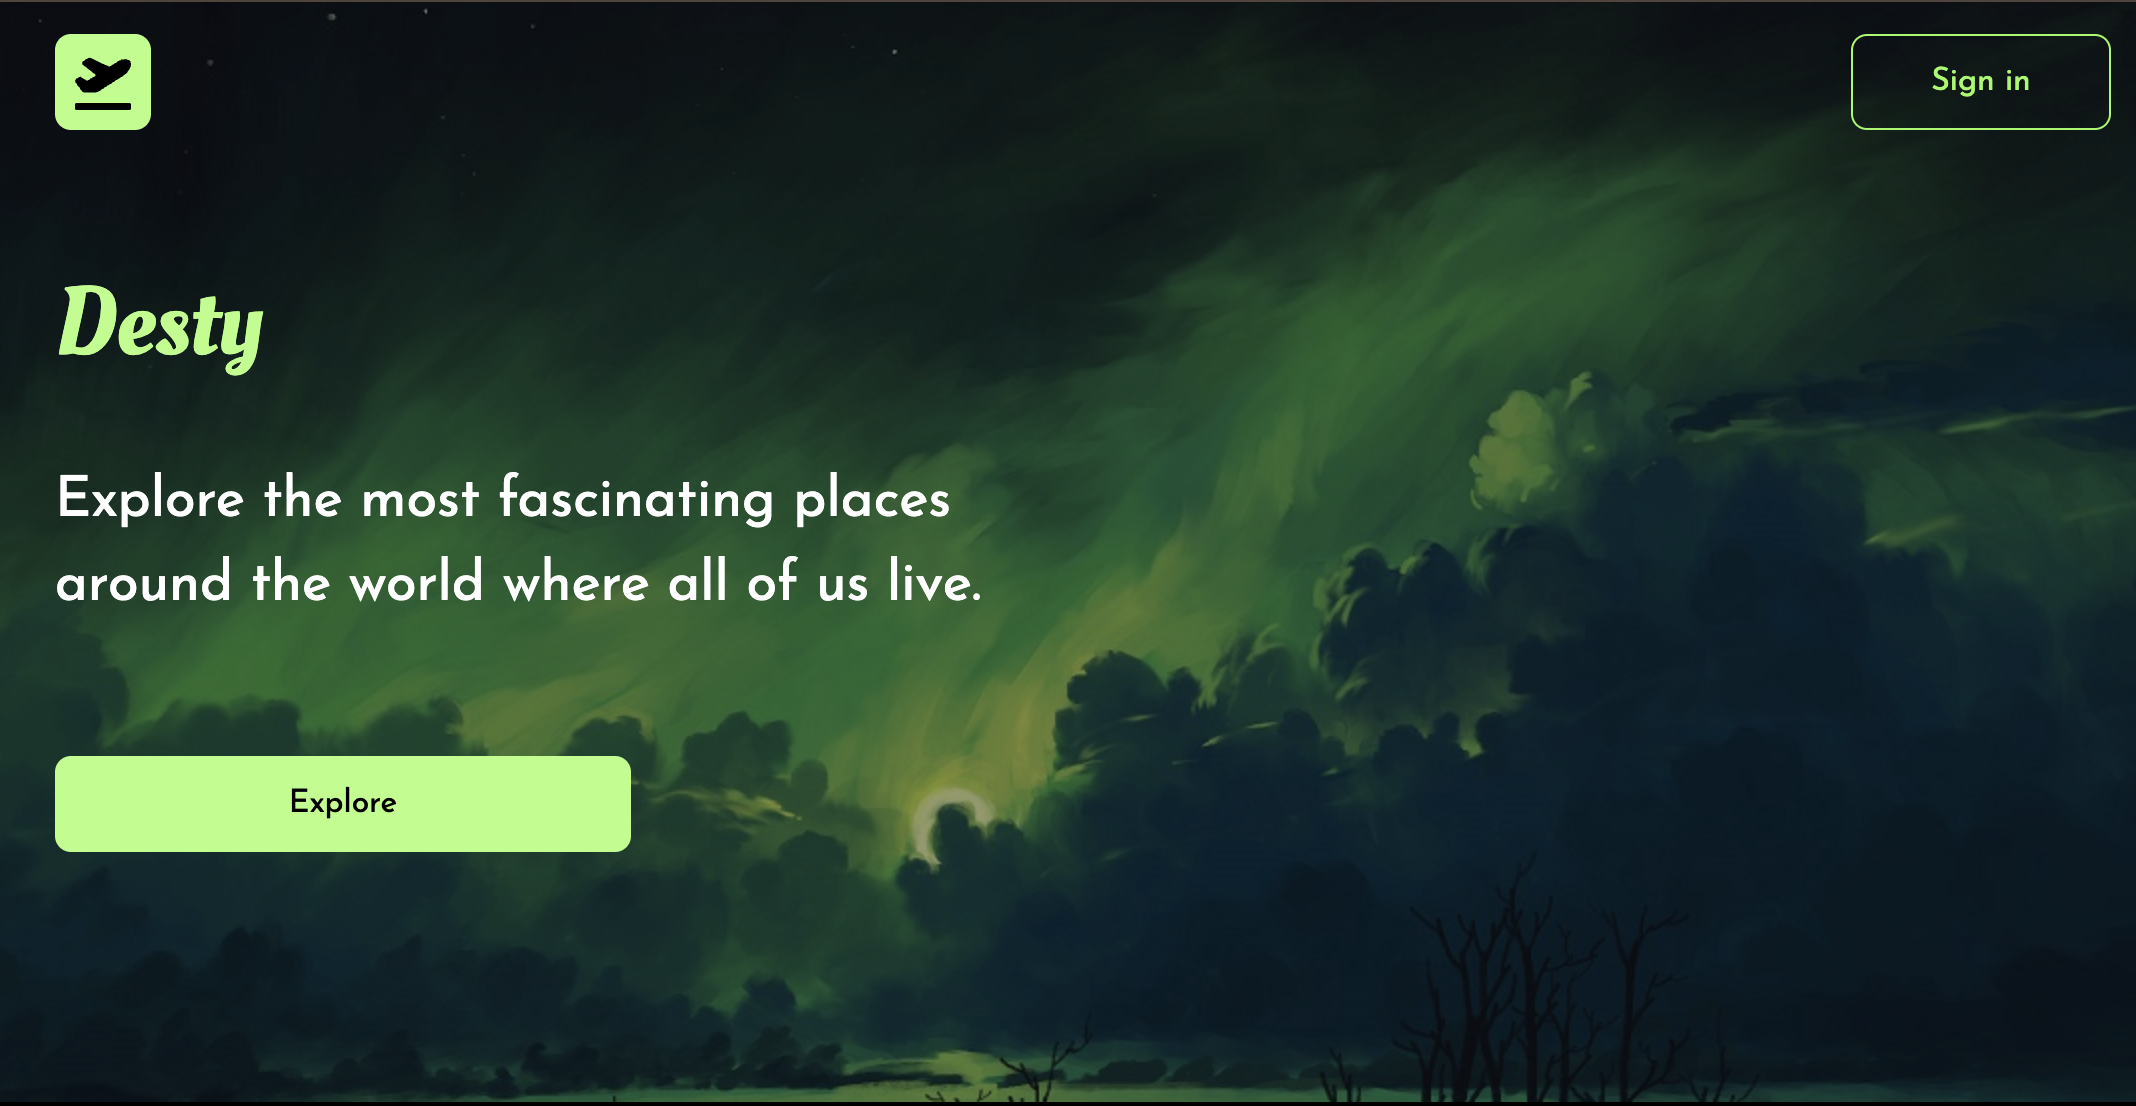 Sign in
Desty
Explore the most fascinating places
around the world where all of us live.
Explore